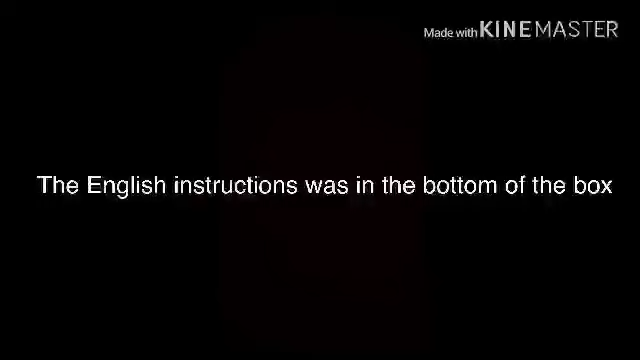 Made with KINEMASTER
The English instructions was in the bottom of the box